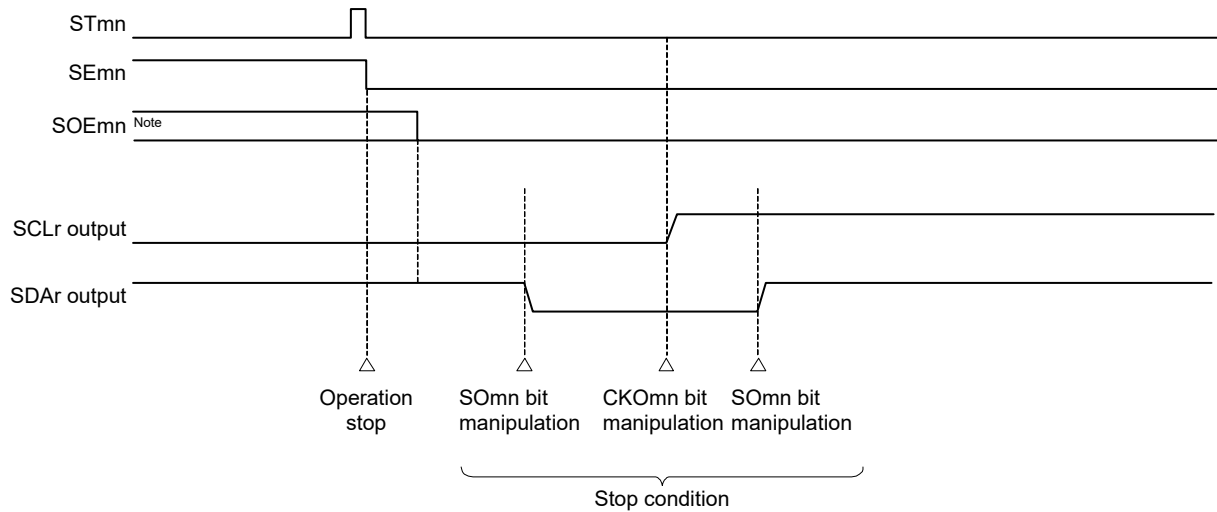 STmn
SEmn
SOEmn Note
SCLr output
SDAr output
Operation
stop
SOmn bit
manipulation
CKOmn bit
manipulation
SOmn bit
manipulation
Stop condition